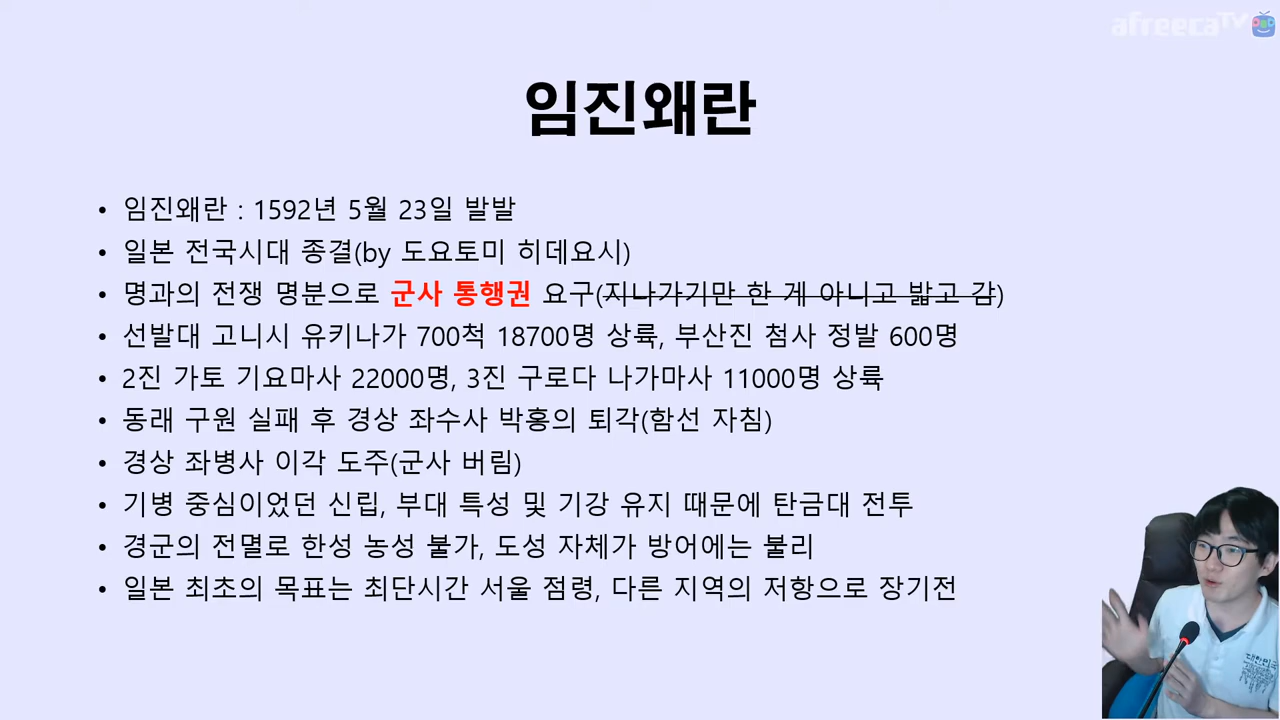 afreecaTV
임진왜란
• 임진왜란 : 1592년 5월 23일 발발
• 일본 전국시대 종결(by 도요토미 히데요시)
• 명과의 전쟁 명분으로 군사 통행권 요구(지나가기만 한 게 아니고 밟고 감)
• 선발대 고니시 유키나가 700척 18700명 상륙, 부산진 첨사 정발 600명
• 2진 가토 기요마사 22000명, 3진 구로다 나가마사 11000명 상륙
• 동래 구원 실패 후 경상 좌수사 박홍의 퇴각(함선 자침)
• 경상 좌병사 이각 도주(군사 버림)
• 기병 중심이었던 신립, 부대 특성 및 기강 유지 때문에 탄금대 전투
• 경군의 전멸로 한성 농성 불가, 도성 자체가 방어에는 불리
• 일본 최초의 목표는 최단시간 서울 점령, 다른 지역의 저항으로 장기전
대한민국